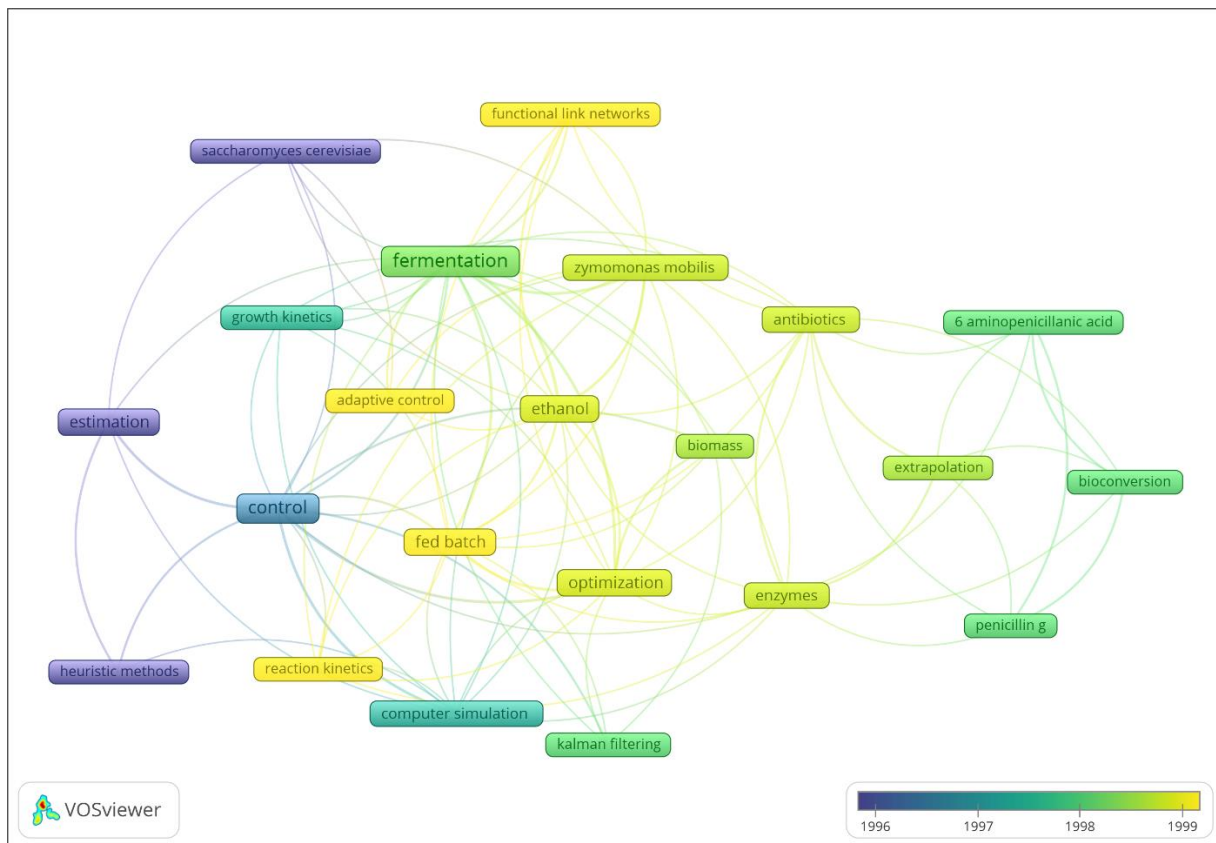 functional link networks
saccharomyces cerevisiae
fermentation
zymomonas mobilis
growth kinetics
antibiotics
6 aminopenicillanic acid
adaptive control
ethanol
estimation
biomass
extrapolation
bioconversion
control
fed batch
optimization
enzymes
penicillin g
heuristic methods
reaction kinetics
computer simulation
kalman filtering
VOSviewer
1996 1997 1998 1999